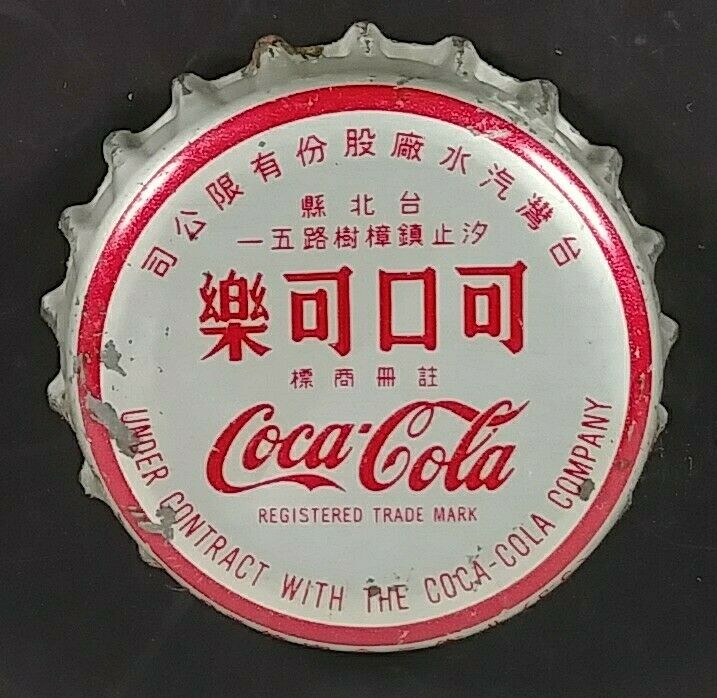 台灣汽水廠股份有限公司
台北縣
汐止鎮樟樹路五一
可口可樂
註冊商標
Coca-Cola
REGISTERED TRADE MARK
UNDER CONTRACT WITH THE COCA-COLA COMPANY